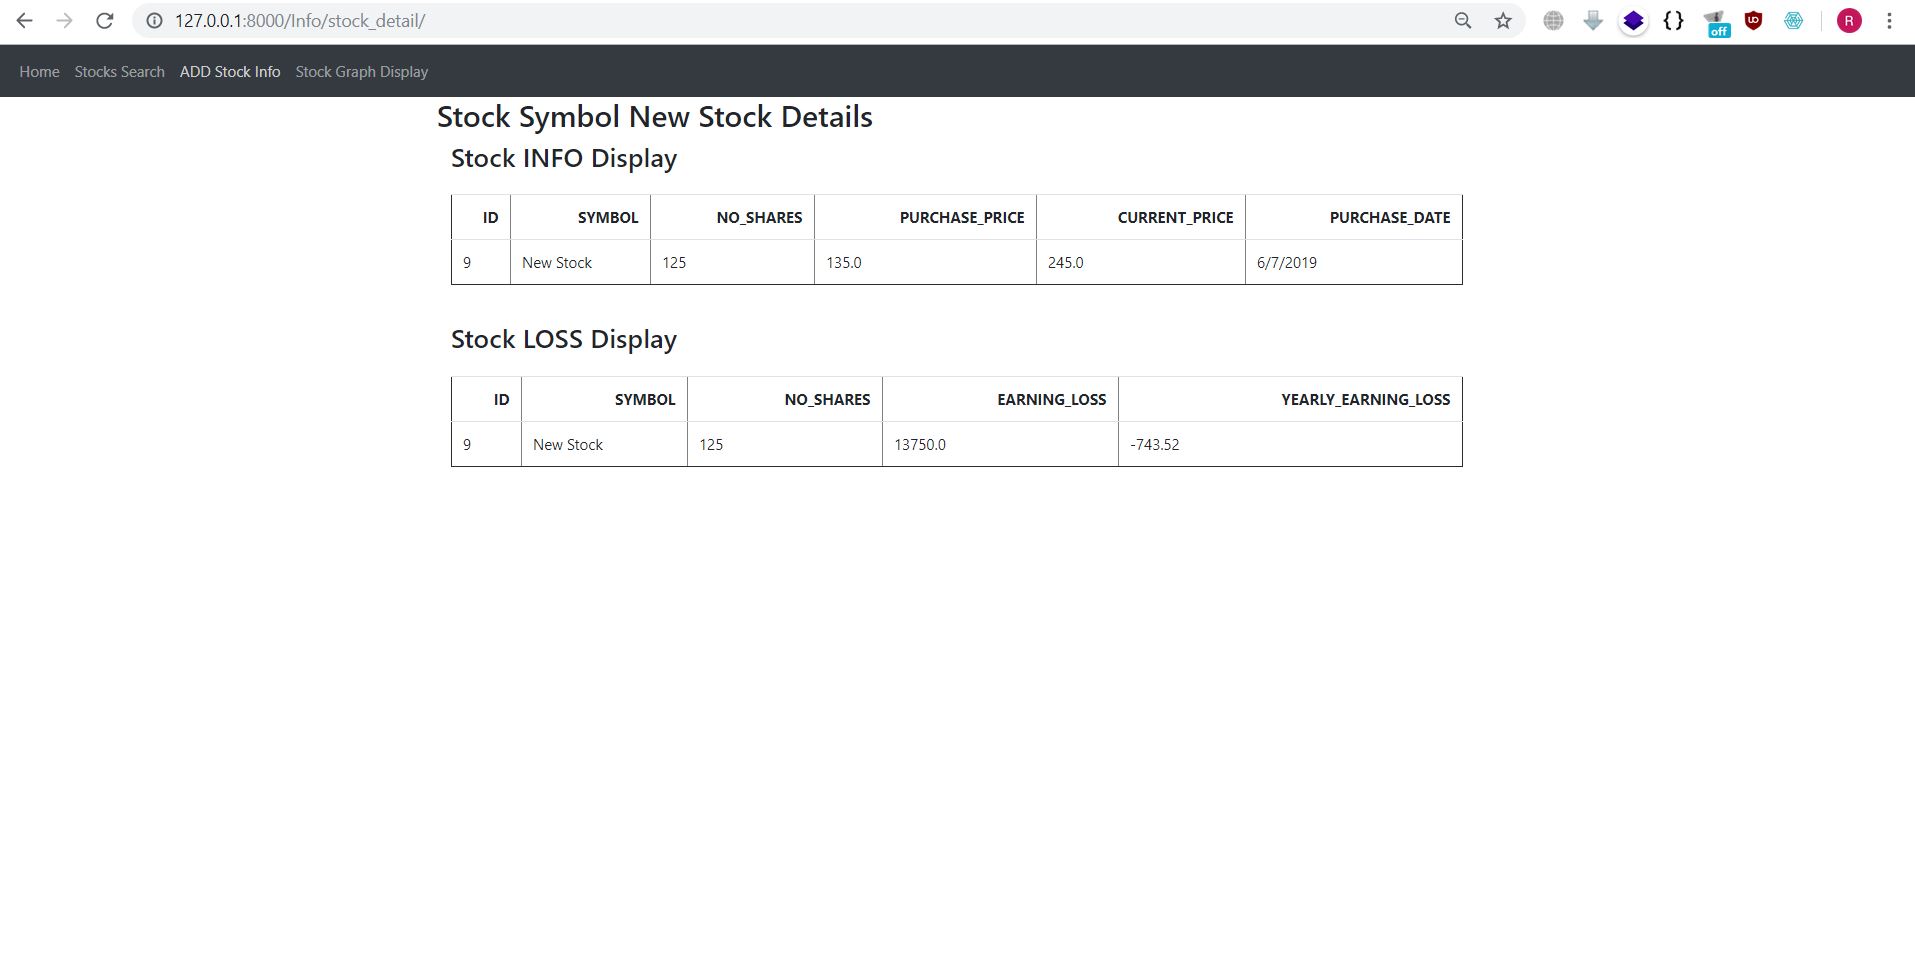 127.0.0.1:8000/Info/stock_detail/
off
R
Home Stocks Search ADD Stock Info Stock Graph Display
Stock Symbol New Stock Details
Stock INFO Display
ID SYMBOL NO_SHARES PURCHASE_PRICE CURRENT_PRICE PURCHASE_DATE
9 New Stock 125 135.0 245.0 6/7/2019
Stock LOSS Display
ID SYMBOL NO_SHARES EARNING_LOSS YEARLY_EARNING_LOSS
9 New Stock 125 13750.0 -743.52